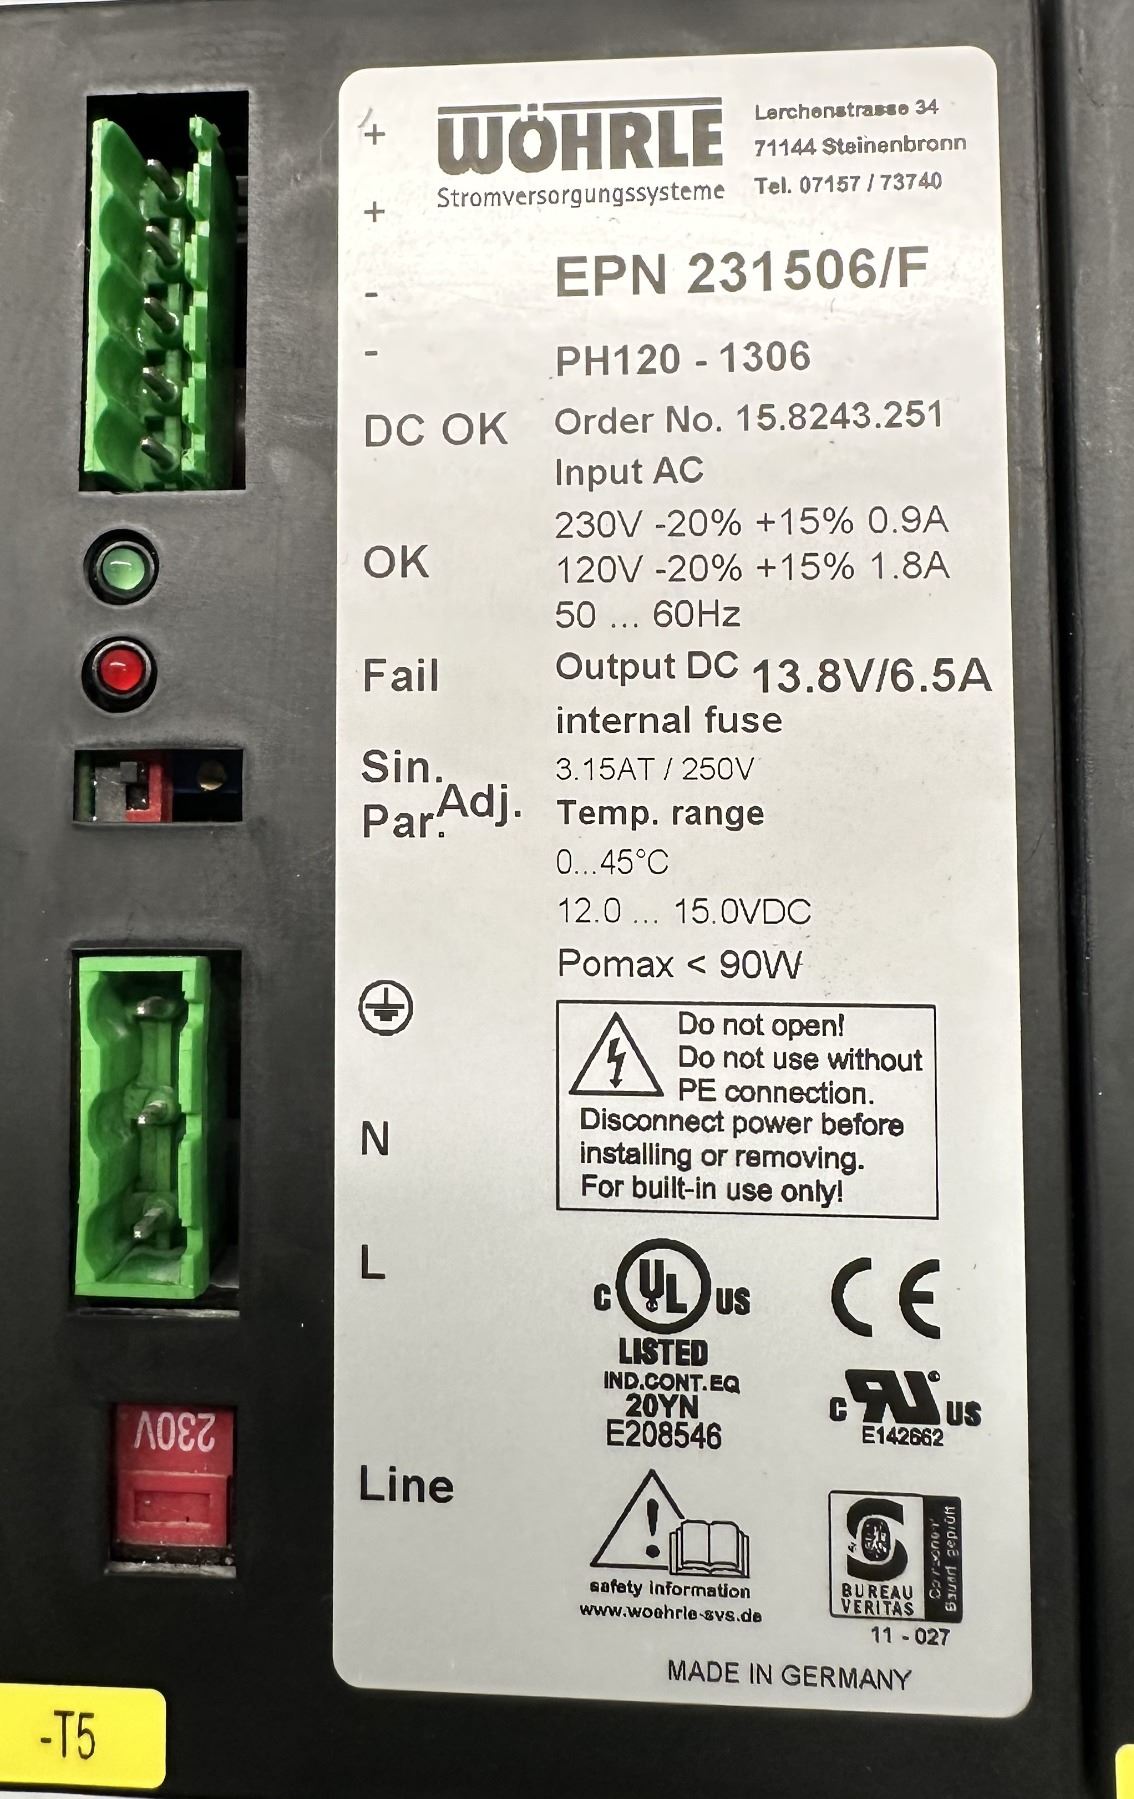 WÖHRLE
Stromversorgungssysteme
Lerchenstrasse 34
71144 Steinenbronn
Tel. 07157 / 73740
+
+
-
-
DC OK
OK
Fail
Sin.
Par.
Adj.
N
L
Line
EPN 231506/F
PH120 - 1306
Order No. 15.8243.251
Input AC
230V -20% +15% 0.9A
120V -20% +15% 1.8A
50 ... 60Hz
Output DC 13.8V/6.5A
internal fuse
3.15AT / 250V
Temp. range
0...45°C
12.0 ... 15.0VDC
Pomax < 90W
Do not open!
Do not use without
PE connection.
Disconnect power before
installing or removing.
For built-in use only!
C UL US
LISTED
IND.CONT.EQ
20YN
E208546
CE
C RU US
E142662
safety information
www.woehrle-svs.de
BUREAU
VERITAS
Bauart geprüft
11 - 027
MADE IN GERMANY
230V
-T5